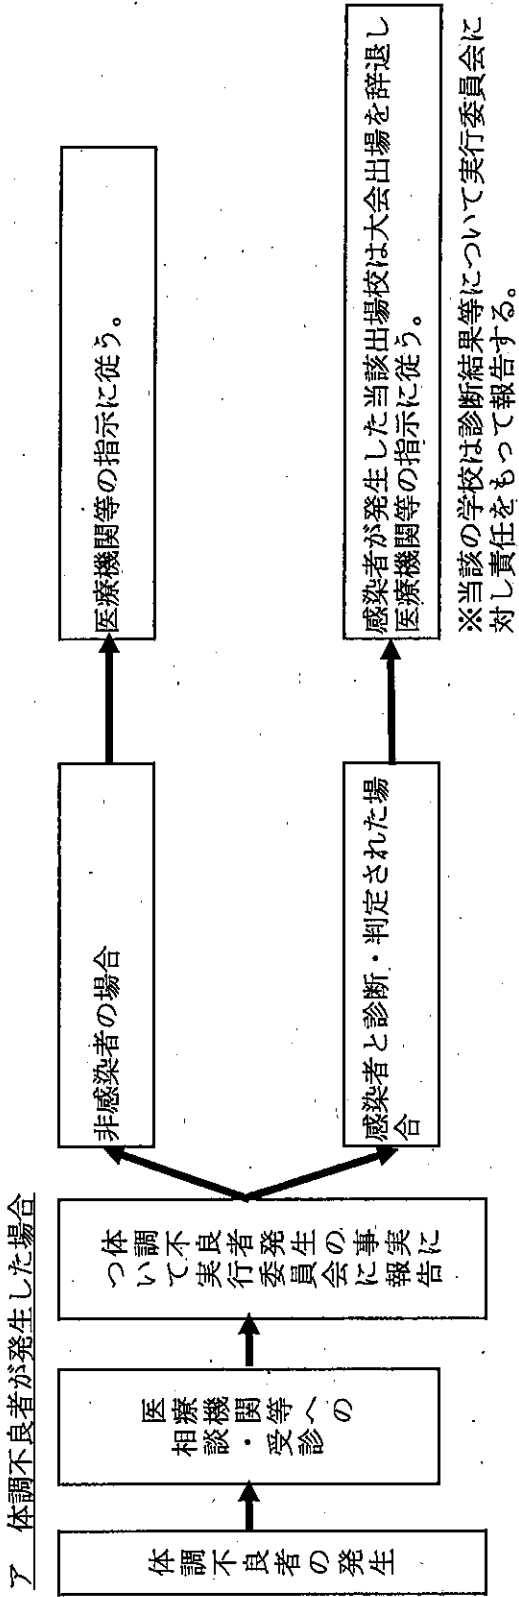 ア 体調不良者が発生した場合
体調不良者の発生
医療機関等への
相談・受診
体調不良者発生の事実に
ついて実行委員会に報告
非感染者の場合
医療機関等の指示に従う。
感染者と診断・判定された場
合
感染者が発生した当該出場校は大会出場を辞退し
医療機関等の指示に従う。
※当該の学校は診断結果等について実行委員会に
対し責任をもって報告する。